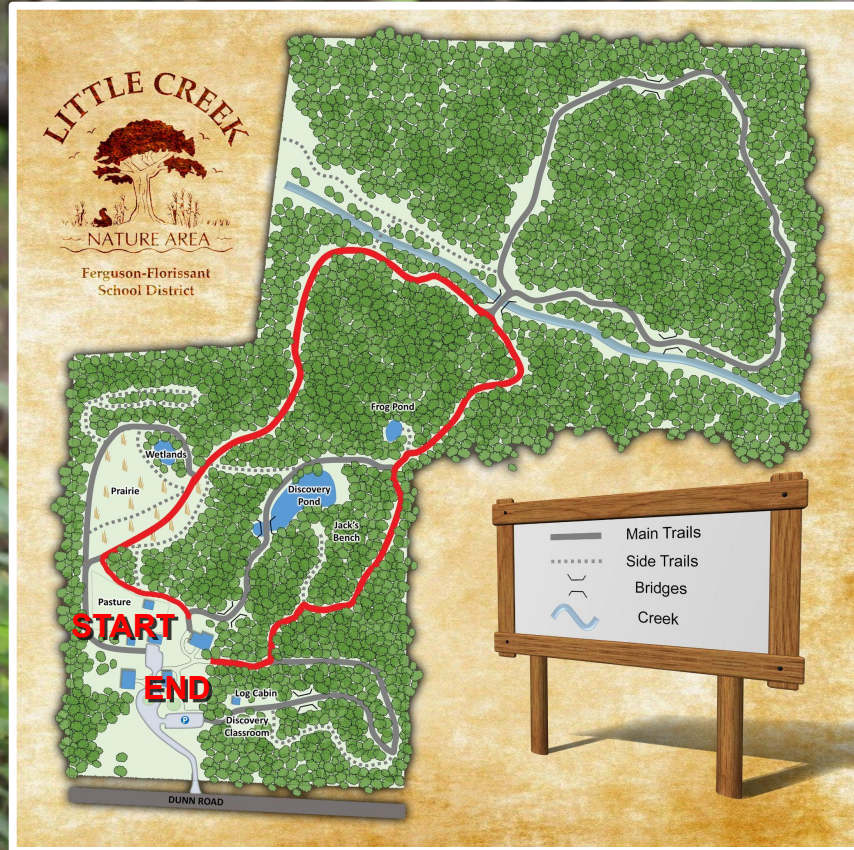 LITTLE CREEK
NATURE AREA
Ferguson-Florissant
School District
Frog Pond
Wetlands
Prairie
Discovery
Pond
Jack's
Bench
Pasture
START
END
Log Cabin
P
Discovery
Classroom
DUNN ROAD
Main Trails
Side Trails
Bridges
Creek